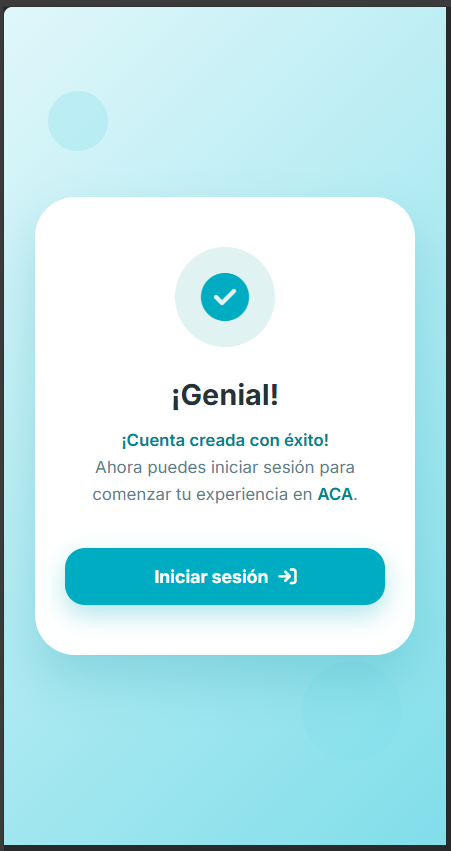 ¡Genial!
¡Cuenta creada con éxito!
Ahora puedes iniciar sesión para
comenzar tu experiencia en ACA.
Iniciar sesión